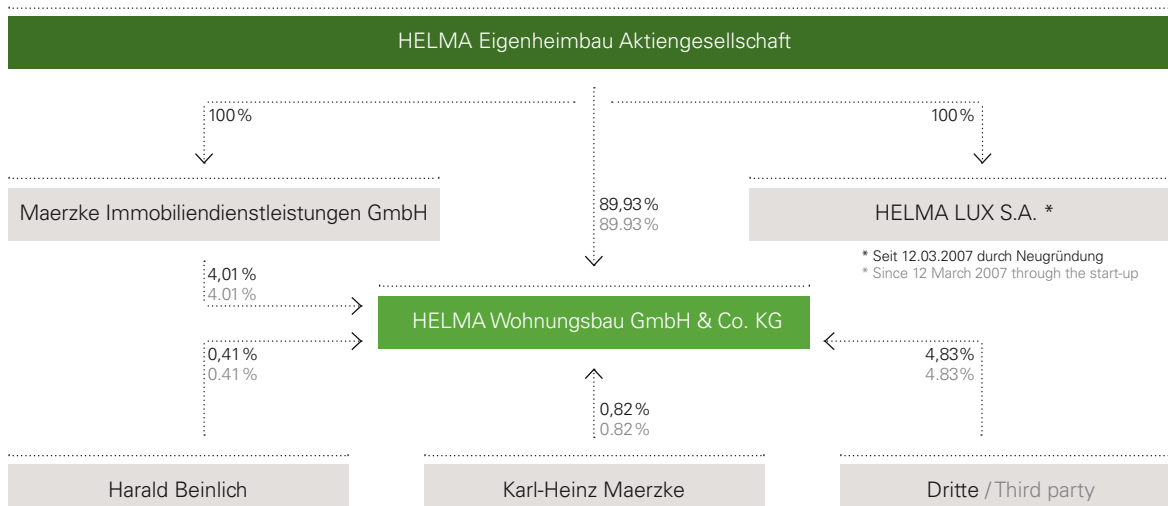 HELMA Eigenheimbau Aktiengesellschaft
100 %
100 %
Maerzke Immobiliendienstleistungen GmbH
89,93 %
89.93 %
HELMA LUX S.A. *
* Seit 12.03.2007 durch Neugründung
* Since 12 March 2007 through the start-up
4,01 %
4.01 %
HELMA Wohnungsbau GmbH & Co. KG
0,41 %
0.41 %
4,83 %
4.83 %
0,82 %
0.82 %
Harald Beinlich
Karl-Heinz Maerzke
Dritte / Third party